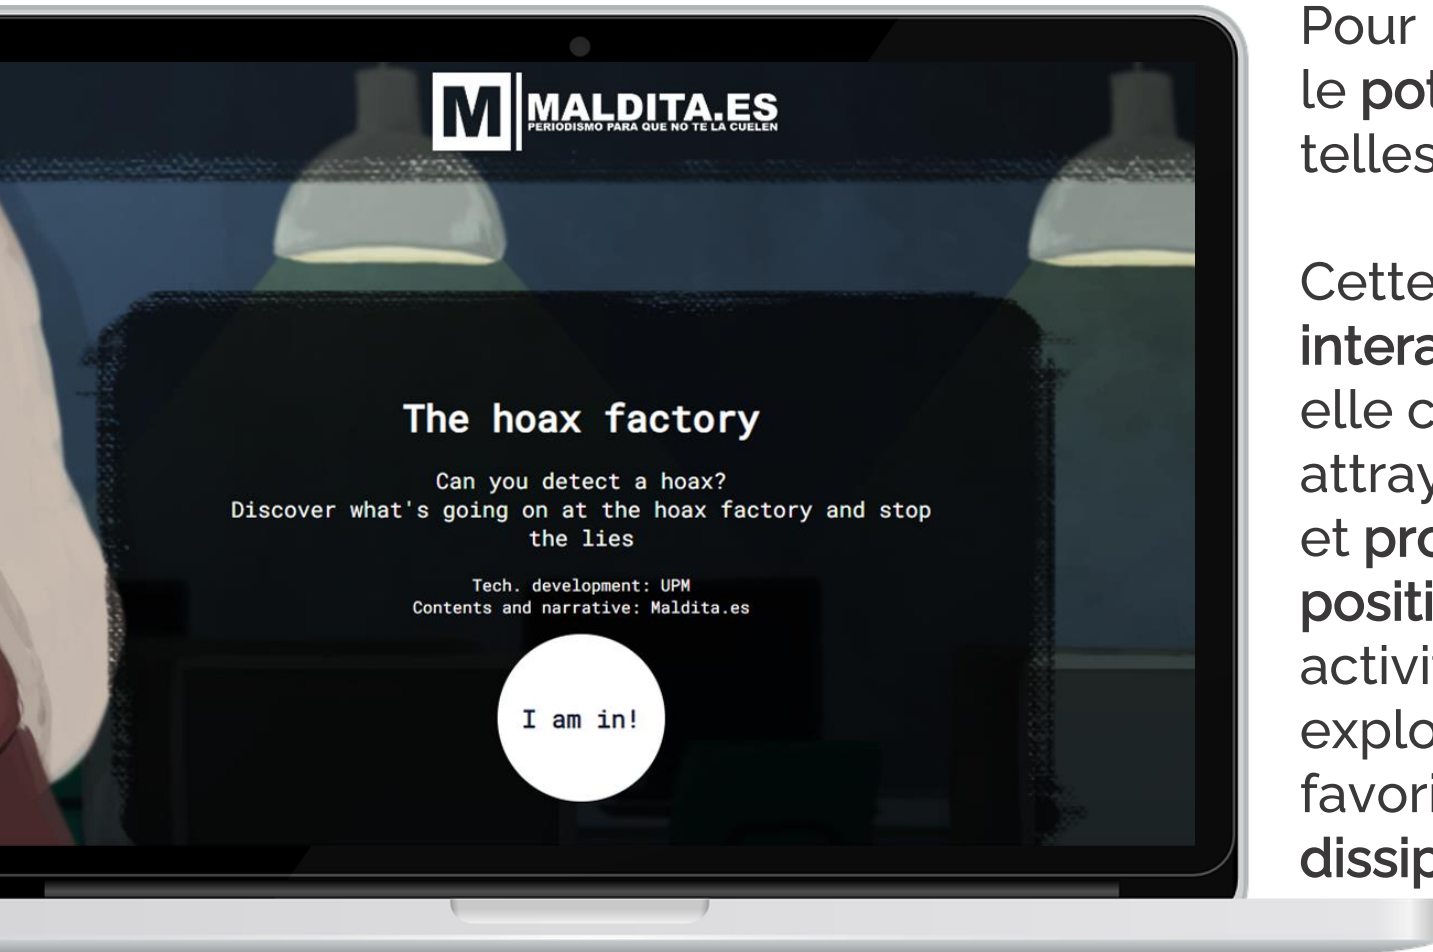 M MALDITA.ES
PERIODISMO PARA QUE NO TE LA CUELEN
The hoax factory
Can you detect a hoax?
Discover what's going on at the hoax factory and stop
the lies
Tech. development: UPM
Contents and narrative: Maldita.es
I am in!
Pour
le
telles
Cette
elle
et